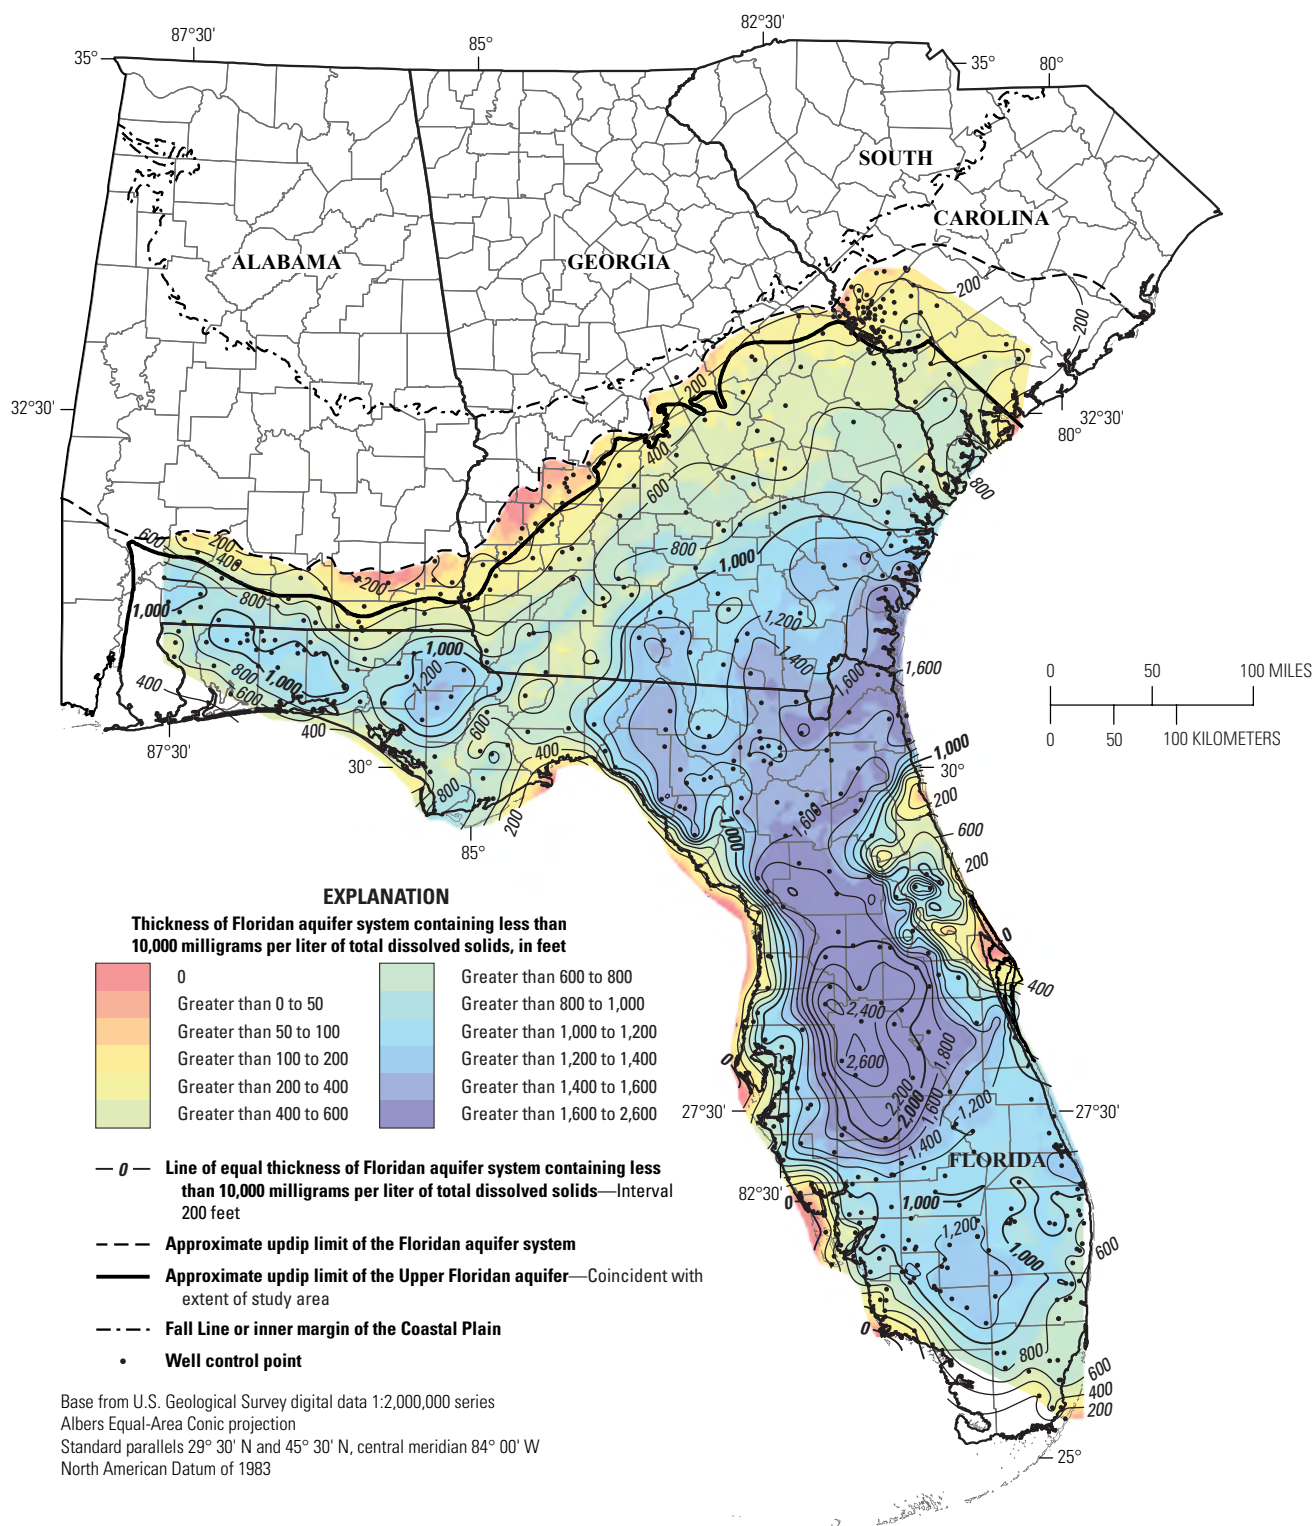 87°30'
85°
82°30'
35°
35°
80°
SOUTH
CAROLINA
ALABAMA
GEORGIA
200
200
200
32°30'
32°30'
80°
400
600
800
600
200
400
200
800
1,000
800
1,000
1,200
1,400
1,600
1,600
1,000
1,200
800
1,000
600
400
400
600
400
87°30'
30°
800
200
85°
0 50 100 MILES
0 50 100 KILOMETERS
1,000
30°
200
600
200
1,600
1,000
0
400
2,400
2,600
1,800
2,200
2,000
1,600
1,200
1,400
0
27°30'
27°30'
FLORIDA
82°30'
0
1,000
1,200
1,000
600
0
800
600
400
200
25°
EXPLANATION
Thickness of Floridan aquifer system containing less than
10,000 milligrams per liter of total dissolved solids, in feet
0
Greater than 0 to 50
Greater than 50 to 100
Greater than 100 to 200
Greater than 200 to 400
Greater than 400 to 600
Greater than 600 to 800
Greater than 800 to 1,000
Greater than 1,000 to 1,200
Greater than 1,200 to 1,400
Greater than 1,400 to 1,600
Greater than 1,600 to 2,600
0 Line of equal thickness of Floridan aquifer system containing less
than 10,000 milligrams per liter of total dissolved solids—Interval
200 feet
Approximate updip limit of the Floridan aquifer system
Approximate updip limit of the Upper Floridan aquifer—Coincident with
extent of study area
Fall Line or inner margin of the Coastal Plain
Well control point
Base from U.S. Geological Survey digital data 1:2,000,000 series
Albers Equal-Area Conic projection
Standard parallels 29° 30' N and 45° 30' N, central meridian 84° 00' W
North American Datum of 1983